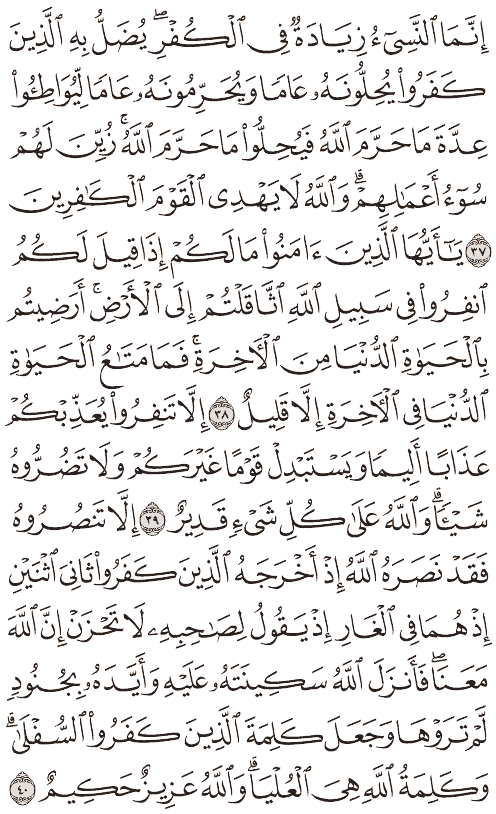 إِنَّمَا ٱلنَّسِىٓءُ زِيَادَةٌ فِى ٱلْكُفْرِ ۖ يُضَلُّ بِهِ ٱلَّذِينَ
كَفَرُوا۟ يُحِلُّونَهُۥ عَامًا وَيُحَرِّمُونَهُۥ عَامًا لِّيُوَاطِـُٔوا۟
عِدَّةَ مَا حَرَّمَ ٱللَّهُ فَيُحِلُّوا۟ مَا حَرَّمَ ٱللَّهُ ۚ زُيِّنَ لَهُمْ
سُوٓءُ أَعْمَـٰلِهِمْ ۗ وَٱللَّهُ لَا يَهْدِى ٱلْقَوْمَ ٱلْكَـٰفِرِينَ
٣٧ يَـٰٓأَيُّهَا ٱلَّذِينَ ءَامَنُوا۟ مَا لَكُمْ إِذَا قِيلَ لَكُمُ
ٱنفِرُوا۟ فِى سَبِيلِ ٱللَّهِ ٱثَّاقَلْتُمْ إِلَى ٱلْأَرْضِ ۚ أَرَضِيتُم
بِٱلْحَيَوٰةِ ٱلدُّنْيَا مِنَ ٱلْـَٔاخِرَةِ ۚ فَمَا مَتَـٰعُ ٱلْحَيَوٰةِ
ٱلدُّنْيَا فِى ٱلْـَٔاخِرَةِ إِلَّا قَلِيلٌ ٣٨ إِلَّا تَنفِرُوا۟ يُعَذِّبْكُمْ
عَذَابًا أَلِيمًا وَيَسْتَبْدِلْ قَوْمًا غَيْرَكُمْ وَلَا تَضُرُّوهُ
شَيْـًٔا ۗ وَٱللَّهُ عَلَىٰ كُلِّ شَىْءٍ قَدِيرٌ ٣٩ إِلَّا تَنصُرُوهُ
فَقَدْ نَصَرَهُ ٱللَّهُ إِذْ أَخْرَجَهُ ٱلَّذِينَ كَفَرُوا۟ ثَانِىَ ٱثْنَيْنِ
إِذْ هُمَا فِى ٱلْغَارِ إِذْ يَقُولُ لِصَـٰحِبِهِۦ لَا تَحْزَنْ إِنَّ ٱللَّهَ
مَعَنَا ۖ فَأَنزَلَ ٱللَّهُ سَكِينَتَهُۥ عَلَيْهِ وَأَيَّدَهُۥ بِجُنُودٍ
لَّمْ تَرَوْهَا وَجَعَلَ كَلِمَةَ ٱلَّذِينَ كَفَرُوا۟ ٱلسُّفْلَىٰ ۗ
وَكَلِمَةُ ٱللَّهِ هِىَ ٱلْعُلْيَا ۗ وَٱللَّهُ عَزِيزٌ حَكِيمٌ ٤٠